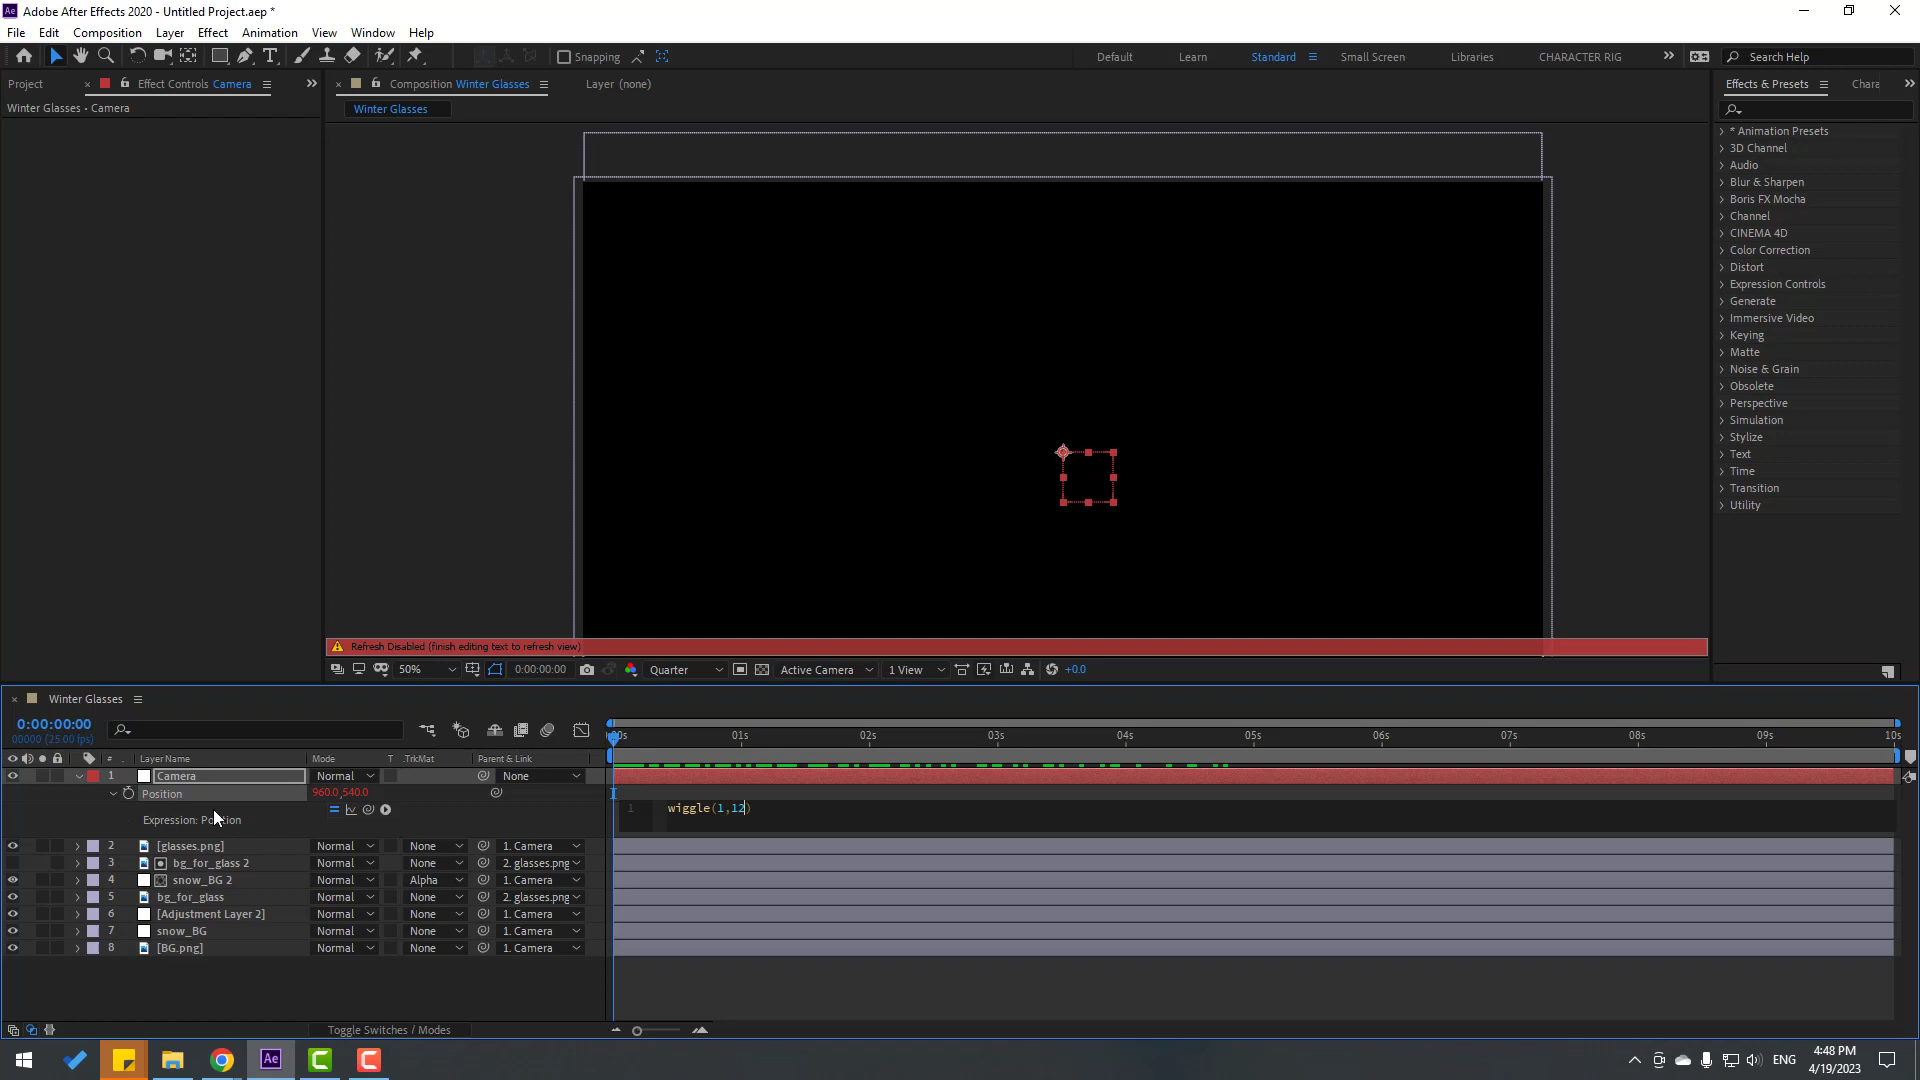 Adobe After Effects 2020 - Untitled Project.aep *
File Edit Composition Layer Effect Animation View Window Help
Snapping
Default Learn Standard Small Screen Libraries CHARACTER RIG
Search Help
Project Effect Controls Camera
Winter Glasses • Camera
Composition Winter Glasses
Layer (none)
Winter Glasses
Refresh Disabled (finish editing text to refresh view)
50% 0:00:00:00 Quarter Active Camera 1 View +0.0
Effects & Presets Chara
* Animation Presets
3D Channel
Audio
Blur & Sharpen
Boris FX Mocha
Channel
CINEMA 4D
Color Correction
Distort
Expression Controls
Generate
Immersive Video
Keying
Matte
Noise & Grain
Obsolete
Perspective
Simulation
Stylize
Text
Time
Transition
Utility
Winter Glasses
0:00:00:00
00000 (25.00 fps)
:00s 01s 02s 03s 04s 05s 06s 07s 08s 09s 10s
# Layer Name Mode T .TrkMat Parent & Link
1 Camera Normal None
Position 960.0,540.0
Expression: Position
1 wiggle(1,12)
2 [glasses.png] Normal None 1. Camera
3 bg_for_glass 2 Normal None 2. glasses.png
4 snow_BG 2 Normal Alpha 1. Camera
5 bg_for_glass Normal None 2. glasses.png
6 [Adjustment Layer 2] Normal None 1. Camera
7 snow_BG Normal None 1. Camera
8 [BG.png] Normal None 1. Camera
Toggle Switches / Modes
Ae
ENG
4:48 PM
4/19/2023